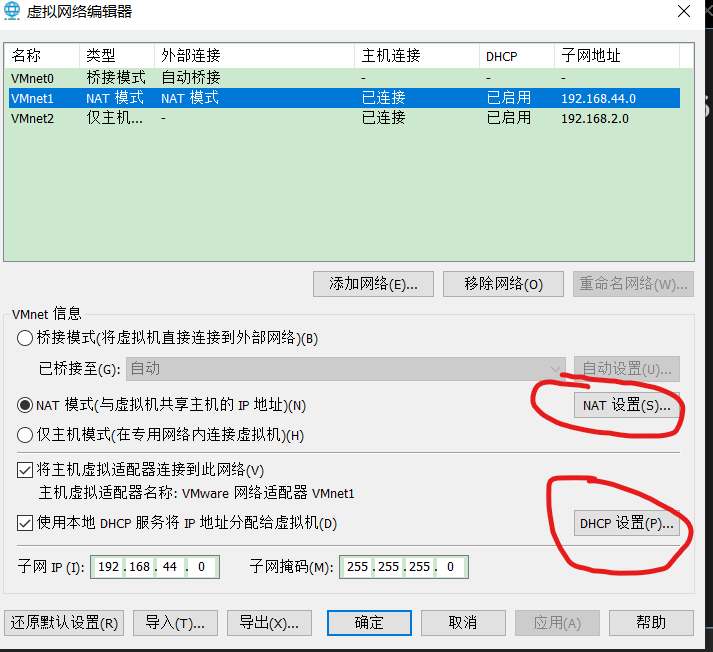 虚拟网络编辑器
名称 类型 外部连接 主机连接 DHCP 子网地址
VMnet0 桥接模式 自动桥接 - - -
VMnet1 NAT 模式 NAT 模式 已连接 已启用 192.168.44.0
VMnet2 仅主机... - 已连接 已启用 192.168.2.0
添加网络(E)... 移除网络(O) 重命名网络(W)...
VMnet 信息
桥接模式(将虚拟机直接连接到外部网络)(B)
已桥接至(G): 自动 自动设置(U)...
NAT 模式(与虚拟机共享主机的 IP 地址)(N) NAT 设置(S)...
仅主机模式(在专用网络内连接虚拟机)(H)
将主机虚拟适配器连接到此网络(V)
主机虚拟适配器名称: VMware 网络适配器 VMnet1
使用本地 DHCP 服务将 IP 地址分配给虚拟机(D) DHCP 设置(P)...
子网 IP (I): 192 . 168 . 44 . 0 子网掩码(M): 255 . 255 . 255 . 0
还原默认设置(R) 导入(T)... 导出(X)... 确定 取消 应用(A) 帮助